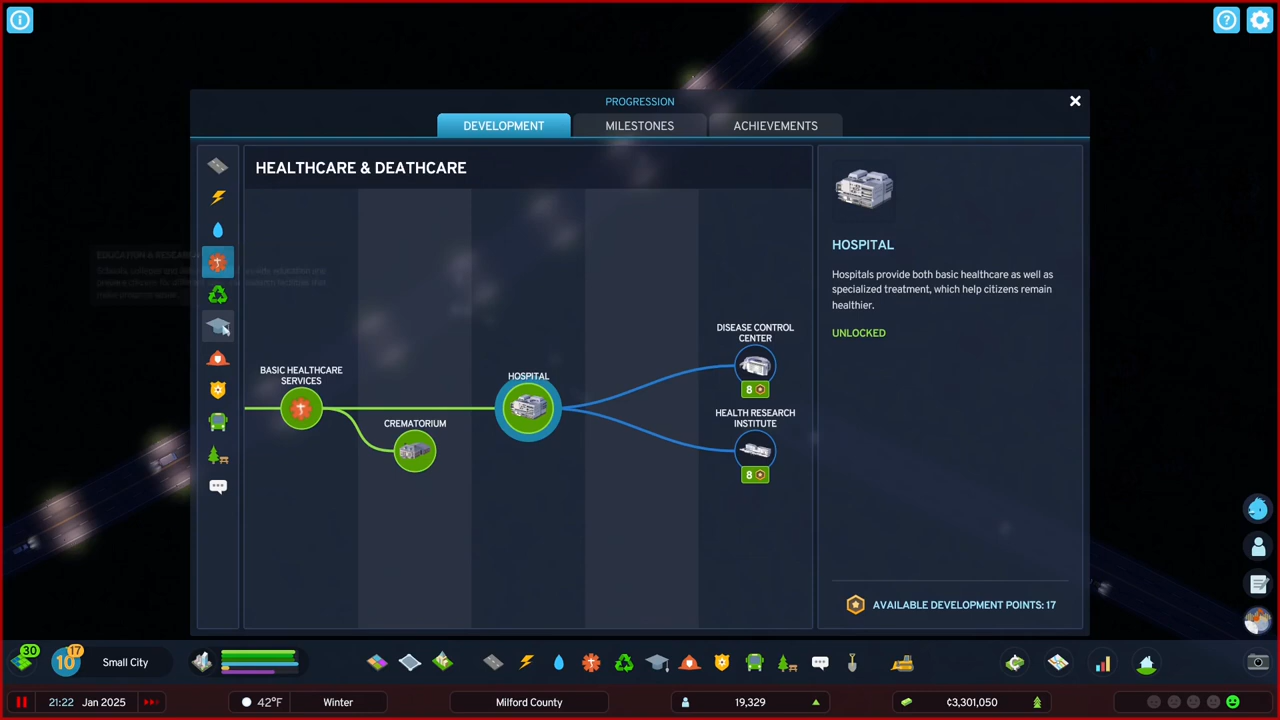 PROGRESSION
DEVELOPMENT
MILESTONES
ACHIEVEMENTS
HEALTHCARE & DEATHCARE
BASIC HEALTHCARE
SERVICES
CREMATORIUM
HOSPITAL
DISEASE CONTROL
CENTER
8
HEALTH RESEARCH
INSTITUTE
8
HOSPITAL
Hospitals provide both basic healthcare as well as
specialized treatment, which help citizens remain
healthier.
UNLOCKED
AVAILABLE DEVELOPMENT POINTS: 17
EDUCATION & RESEARCH
30
10
17
Small City
21:22 Jan 2025
42°F
Winter
Milford County
19,329
¢3,301,050